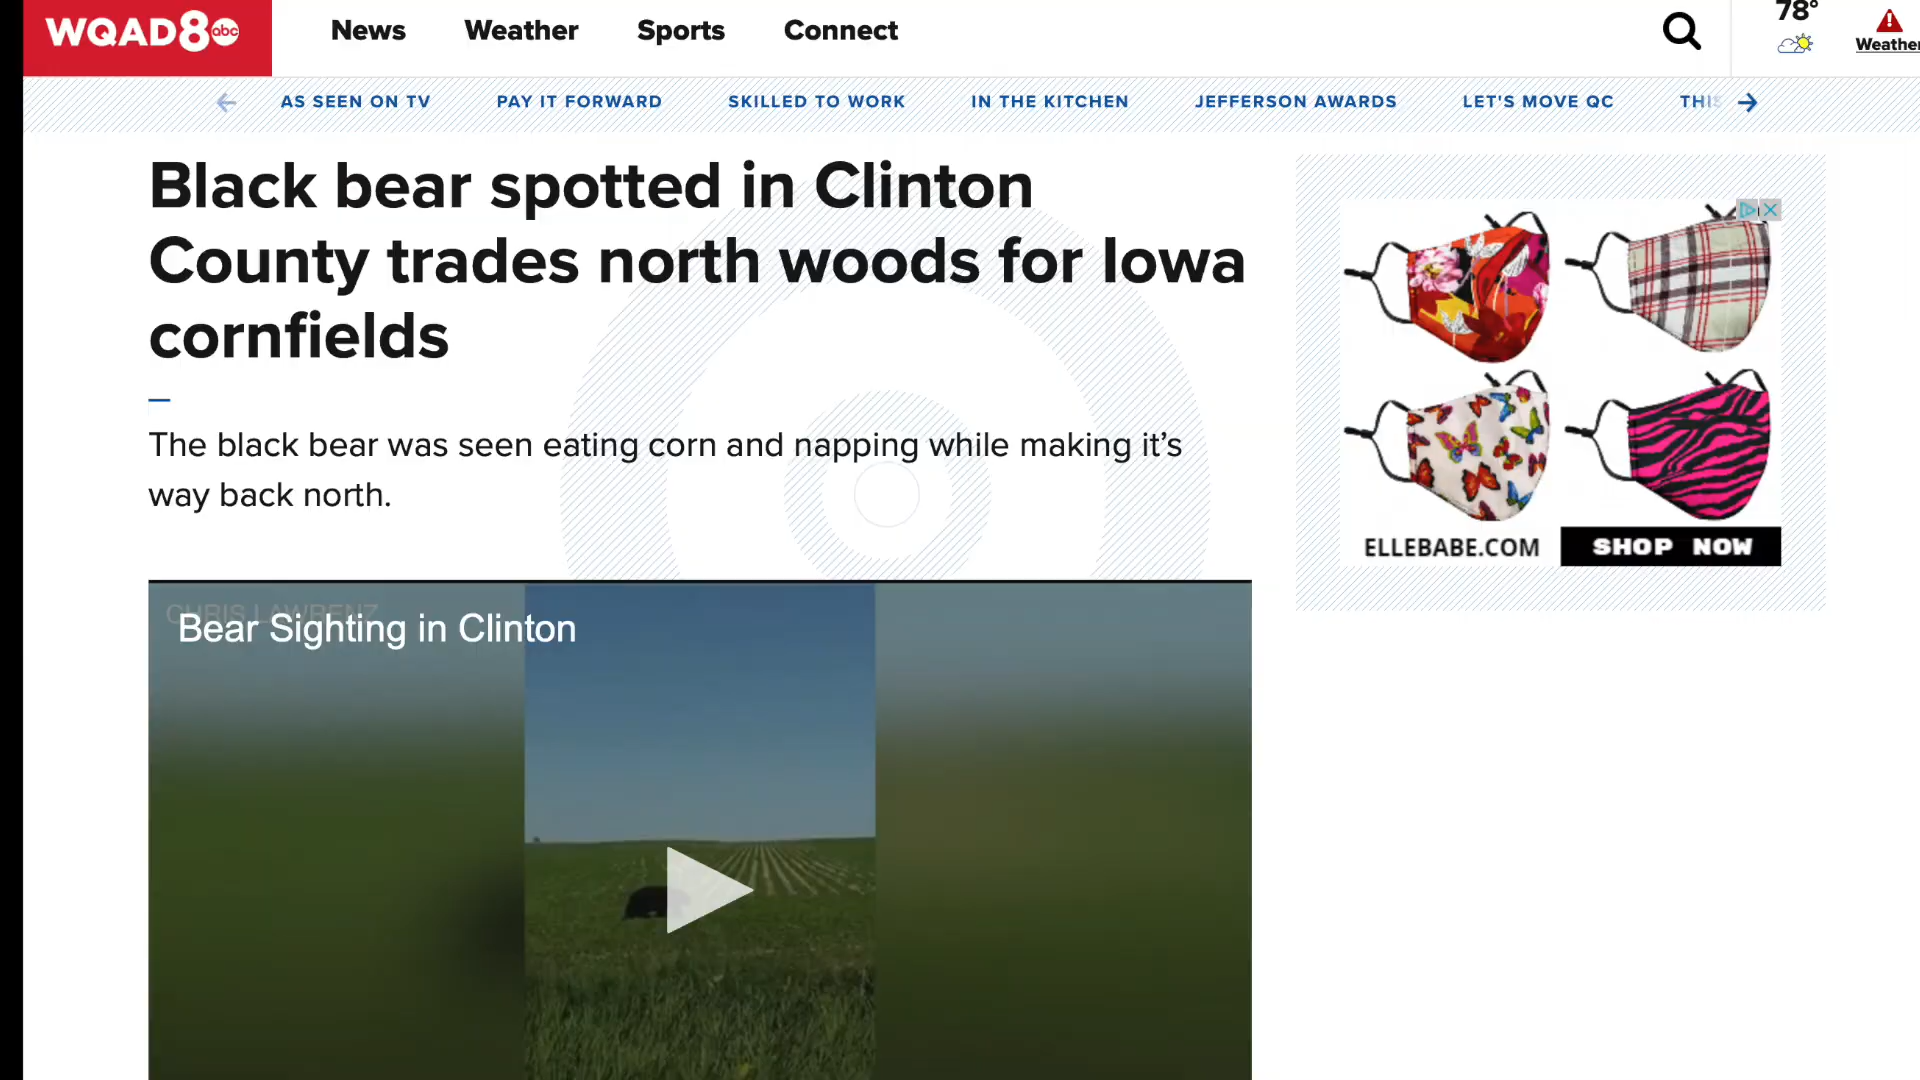 WQAD8 abc
News Weather Sports Connect
78°
Weather
AS SEEN ON TV PAY IT FORWARD SKILLED TO WORK IN THE KITCHEN JEFFERSON AWARDS LET'S MOVE QC THIS
Black bear spotted in Clinton
County trades north woods for Iowa
cornfields
The black bear was seen eating corn and napping while making it’s
way back north.
ELLEBABE.COM SHOP NOW
CHRIS LAWRENZ
Bear Sighting in Clinton